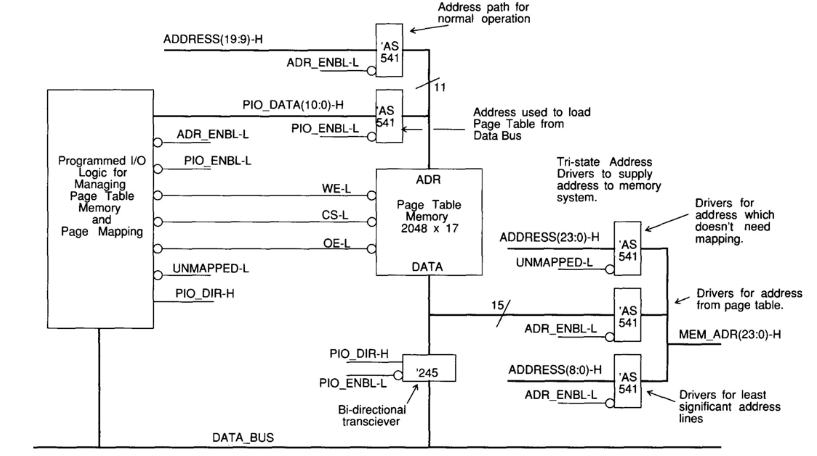 Address path for
normal operation
ADDRESS(19:9)-H
'AS
541
ADR_ENBL-L
11
PIO_DATA(10:0)-H
'AS
541
PIO_ENBL-L
Address used to load
Page Table from
Data Bus
ADR_ENBL-L
PIO_ENBL-L
Programmed I/O
Logic for
Managing
Page Table
Memory
and
Page Mapping
WE-L
CS-L
OE-L
UNMAPPED-L
PIO_DIR-H
ADR
Page Table
Memory
2048 x 17
DATA
Tri-state Address
Drivers to supply
address to memory
system.
Drivers for
address which
doesn't need
mapping.
ADDRESS(23:0)-H
'AS
541
UNMAPPED-L
15
'AS
541
ADR_ENBL-L
Drivers for address
from page table.
MEM_ADR(23:0)-H
PIO_DIR-H
'245
PIO_ENBL-L
Bi-directional
transciever
ADDRESS(8:0)-H
'AS
541
ADR_ENBL-L
Drivers for least
significant address
lines
DATA_BUS